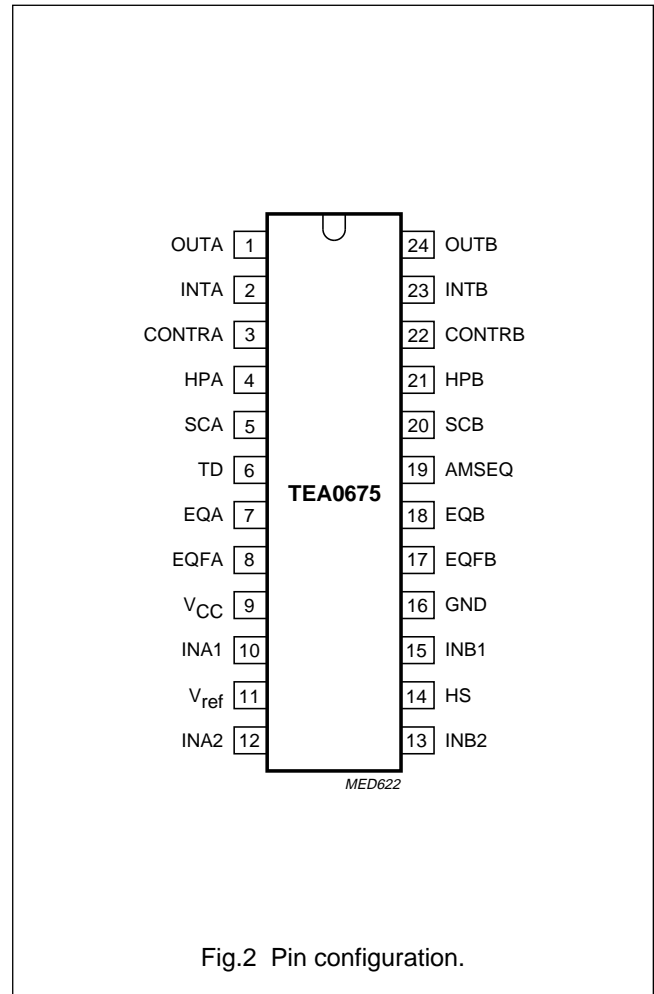 OUTA 1 24 OUTB
INTA 2 23 INTB
CONTRA 3 22 CONTRB
HPA 4 21 HPB
SCA 5 20 SCB
TD 6 19 AMSEQ
TEA0675
EQA 7 18 EQB
EQFA 8 17 EQFB
VCC 9 16 GND
INA1 10 15 INB1
Vref 11 14 HS
INA2 12 13 INB2
MED622
Fig.2 Pin configuration.